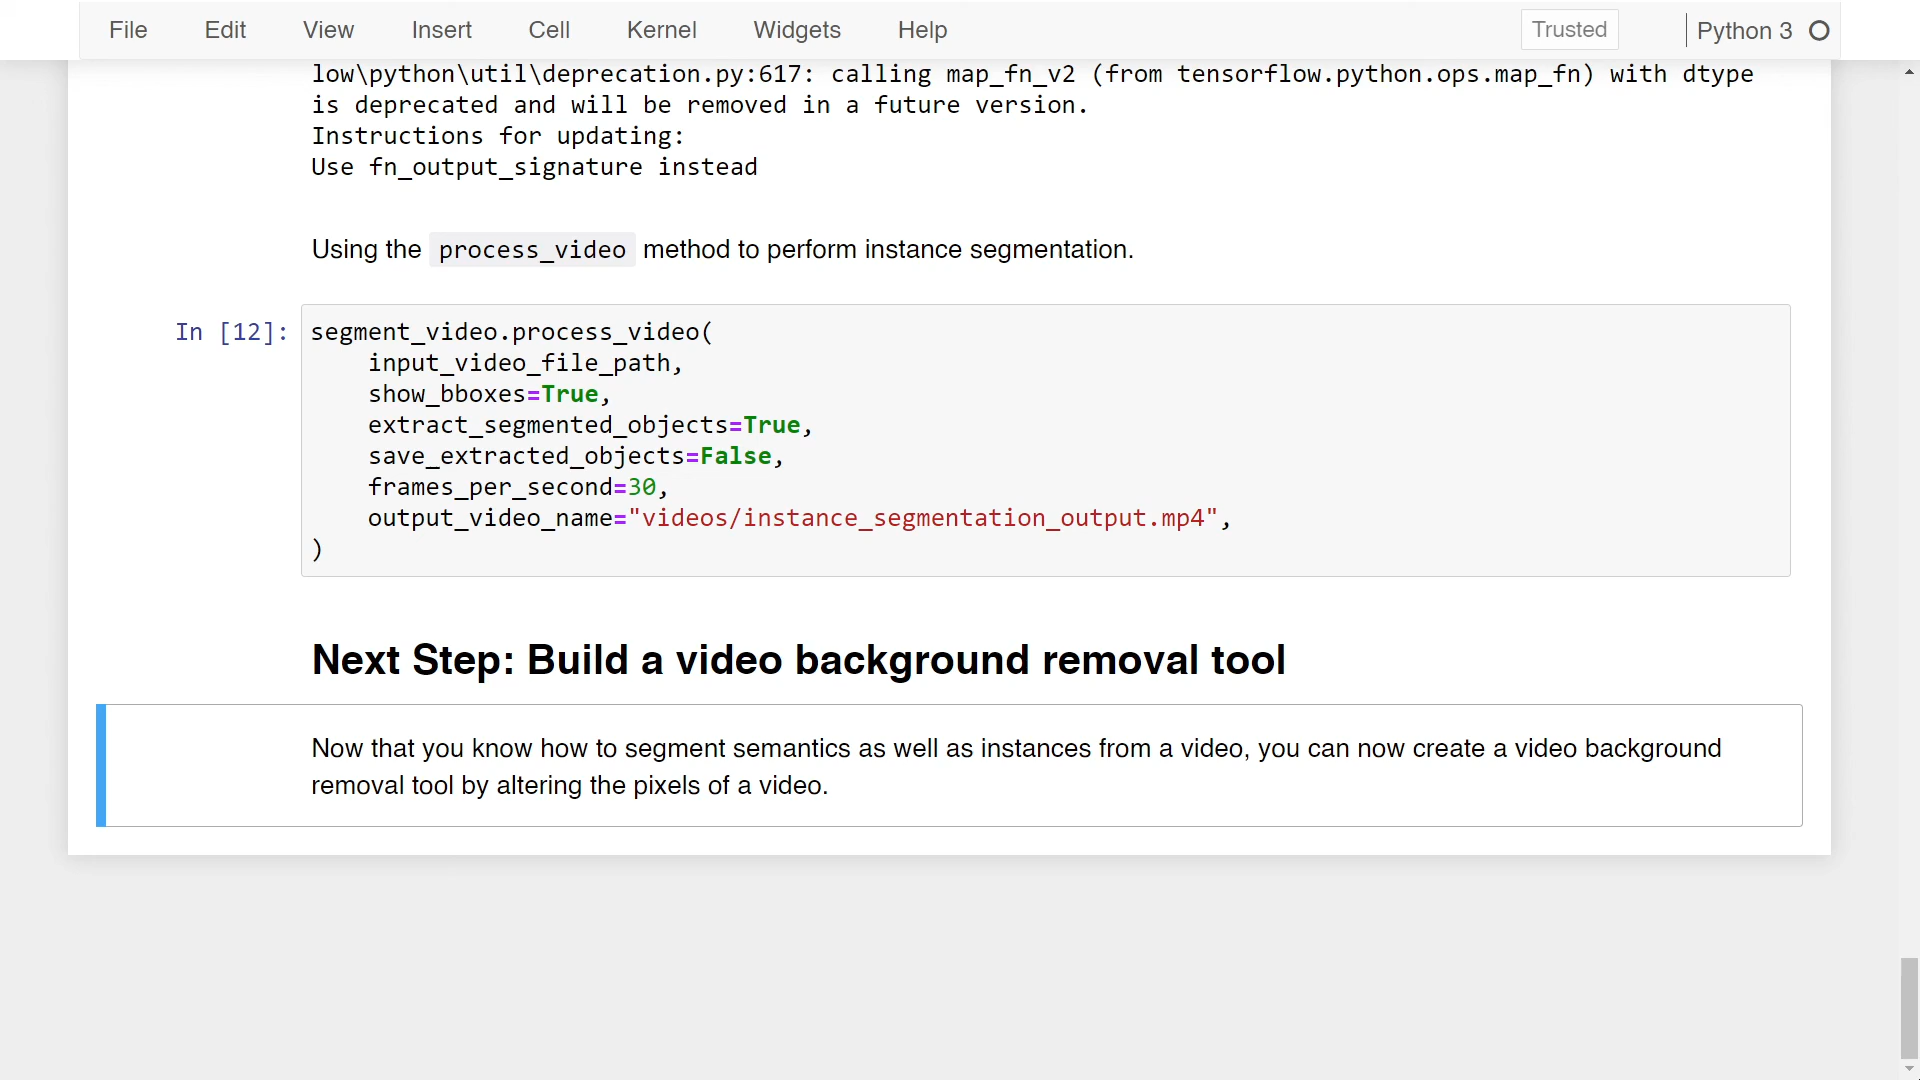 File Edit View Insert Cell Kernel Widgets Help Trusted Python 3
low\python\util\deprecation.py:617: calling map_fn_v2 (from tensorflow.python.ops.map_fn) with dtype
is deprecated and will be removed in a future version.
Instructions for updating:
Use fn_output_signature instead
Using the process_video method to perform instance segmentation.
In [12]: segment_video.process_video(
    input_video_file_path,
    show_bboxes=True,
    extract_segmented_objects=True,
    save_extracted_objects=False,
    frames_per_second=30,
    output_video_name="videos/instance_segmentation_output.mp4",
)
Next Step: Build a video background removal tool
Now that you know how to segment semantics as well as instances from a video, you can now create a video background
removal tool by altering the pixels of a video.